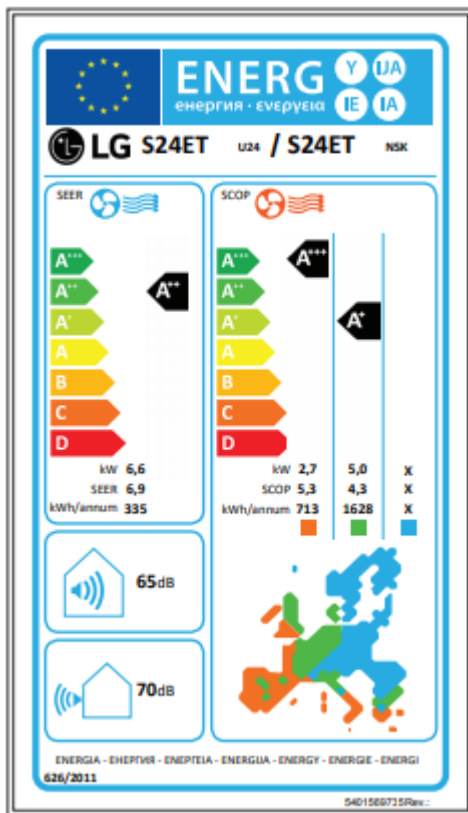 ENERG Y IJA
енергия · ενεργεια IE IA
LG S24ET U24 / S24ET NSK
SEER
A+++
A++
A+
A
B
C
D
A++
kW 6,6
SEER 6,9
kWh/annum 335
SCOP
A+++
A++
A+
A
B
C
D
A+++
A+
kW 2,7 5,0 X
SCOP 5,3 4,3 X
kWh/annum 713 1628 X
65dB
70dB
ENERGIA - ЕНЕРГИЯ - ΕΝΕΡΓΕΙΑ - ENERGIJA - ENERGY - ENERGIE - ENERGI
626/2011
5401569735Rev.: